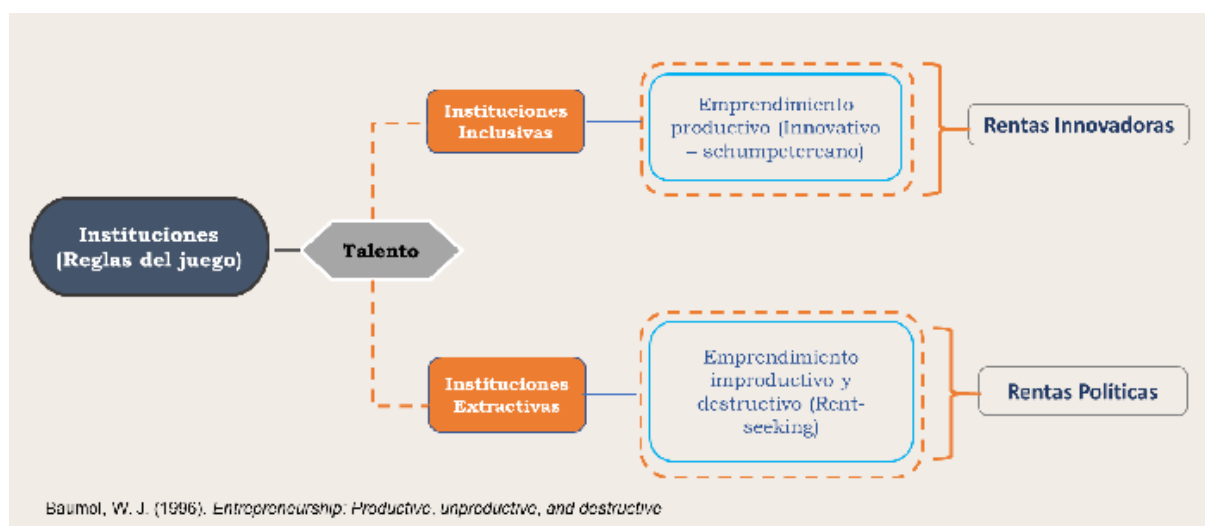 Instituciones
Inclusivas
Emprendimiento
productivo (Innovativo
– schumpetereano)
Rentas Innovadoras
Instituciones
(Reglas del juego)
Talento
Instituciones
Extractivas
Emprendimiento
improductivo y
destructivo (Rent-
seeking)
Rentas Políticas
Baumol, W. J. (1996). Entrepreneurship: Productive, unproductive, and destructive